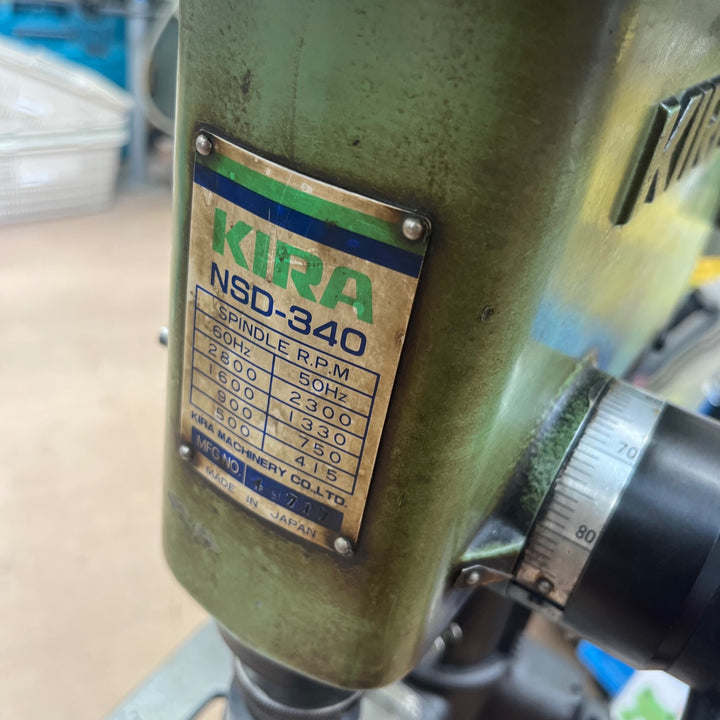 KIRA
NSD-340
SPINDLE R.P.M
60Hz 50Hz
2800 2300
1600 1330
900 750
500 415
KIRA MACHINERY CO.,LTD.
MFG NO.
MADE IN JAPAN
KIR
70
80